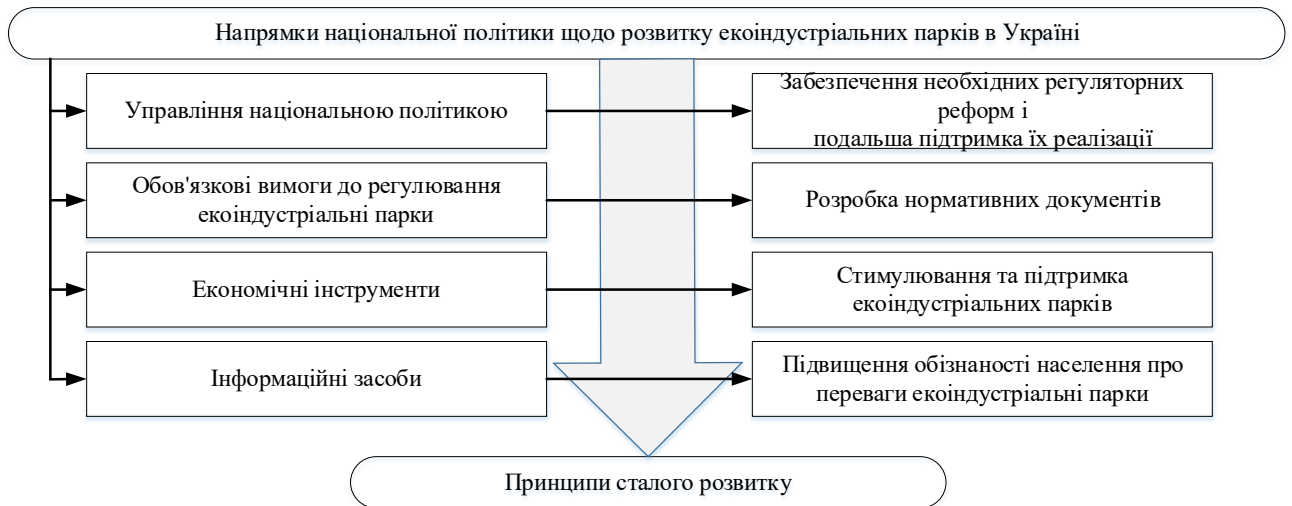 Напрямки національної політики щодо розвитку екоіндустріальних парків в Україні
Управління національною політикою
Забезпечення необхідних регуляторних
реформ і
подальша підтримка їх реалізації
Обов'язкові вимоги до регулювання
екоіндустріальні парки
Розробка нормативних документів
Економічні інструменти
Стимулювання та підтримка
екоіндустріальних парків
Інформаційні засоби
Підвищення обізнаності населення про
переваги екоіндустріальні парки
Принципи сталого розвитку